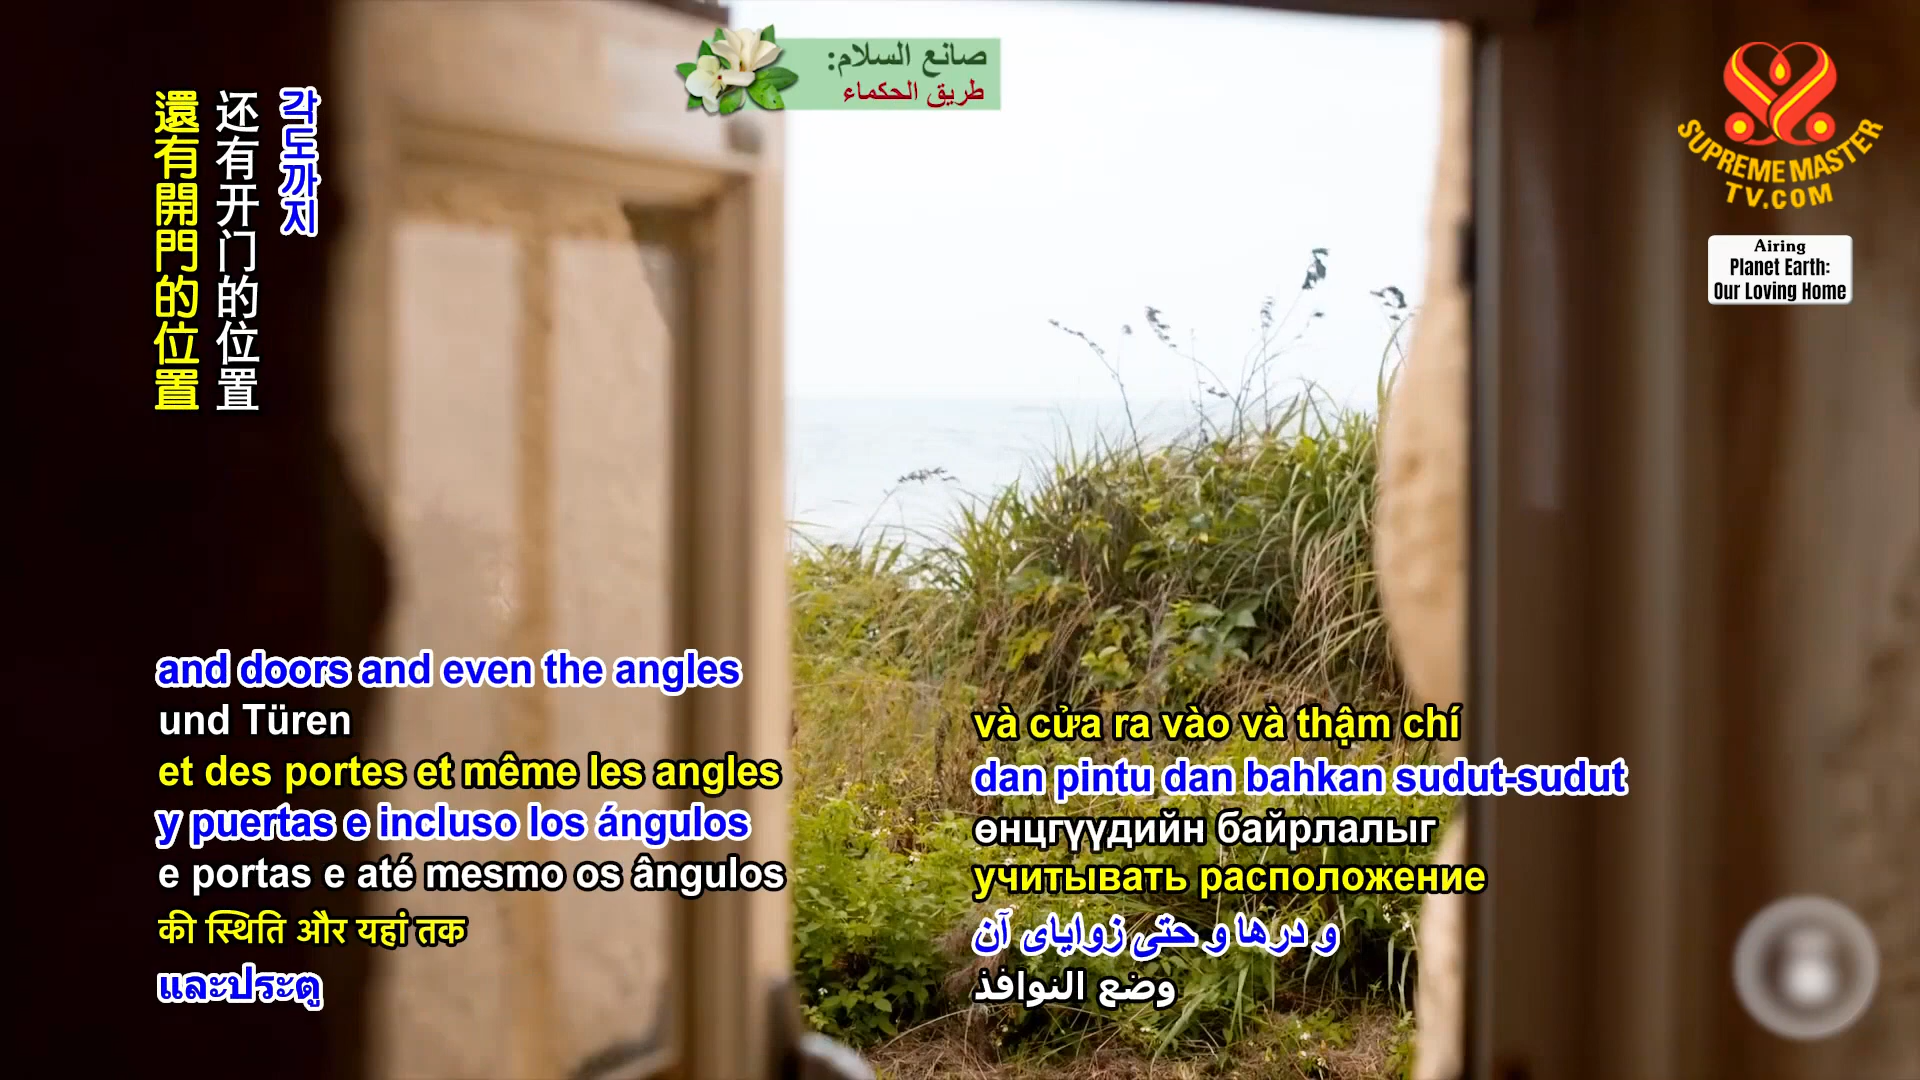 صانع السلام:
طريق الحكماء
SUPREME MASTER
TV.COM
Airing
Planet Earth:
Our Loving Home
각도까지
还有开门的位置
還有開門的位置
and doors and even the angles
und Türen
et des portes et même les angles
y puertas e incluso los ángulos
e portas e até mesmo os ângulos
की स्थिति और यहां तक
และประตู
và cửa ra vào và thậm chí
dan pintu dan bahkan sudut-sudut
өнцгүүдийн байрлалыг
учитывать расположение
و درها و حتی زوایای آن
وضع النوافذ